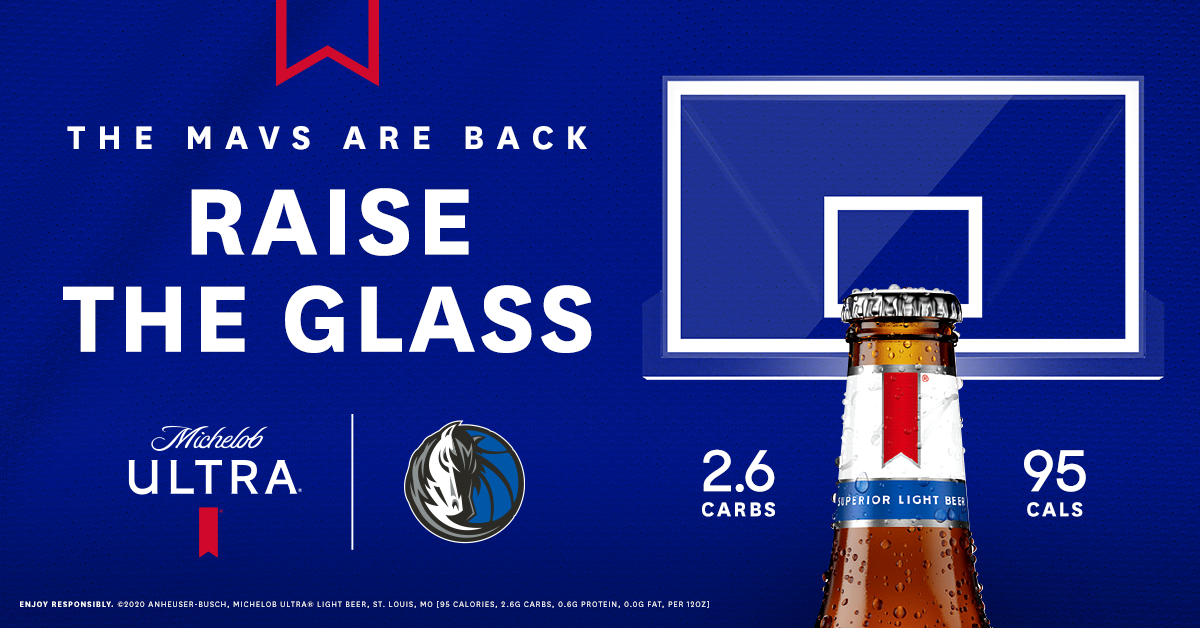 THE MAVS ARE BACK
RAISE
THE GLASS
Michelob
ULTRA
2.6
CARBS
95
CALS
®
SUPERIOR LIGHT BEER
ENJOY RESPONSIBLY. ©2020 ANHEUSER-BUSCH, MICHELOB ULTRA® LIGHT BEER, ST. LOUIS, MO [95 CALORIES, 2.6G CARBS, 0.6G PROTEIN, 0.0G FAT, PER 12OZ]